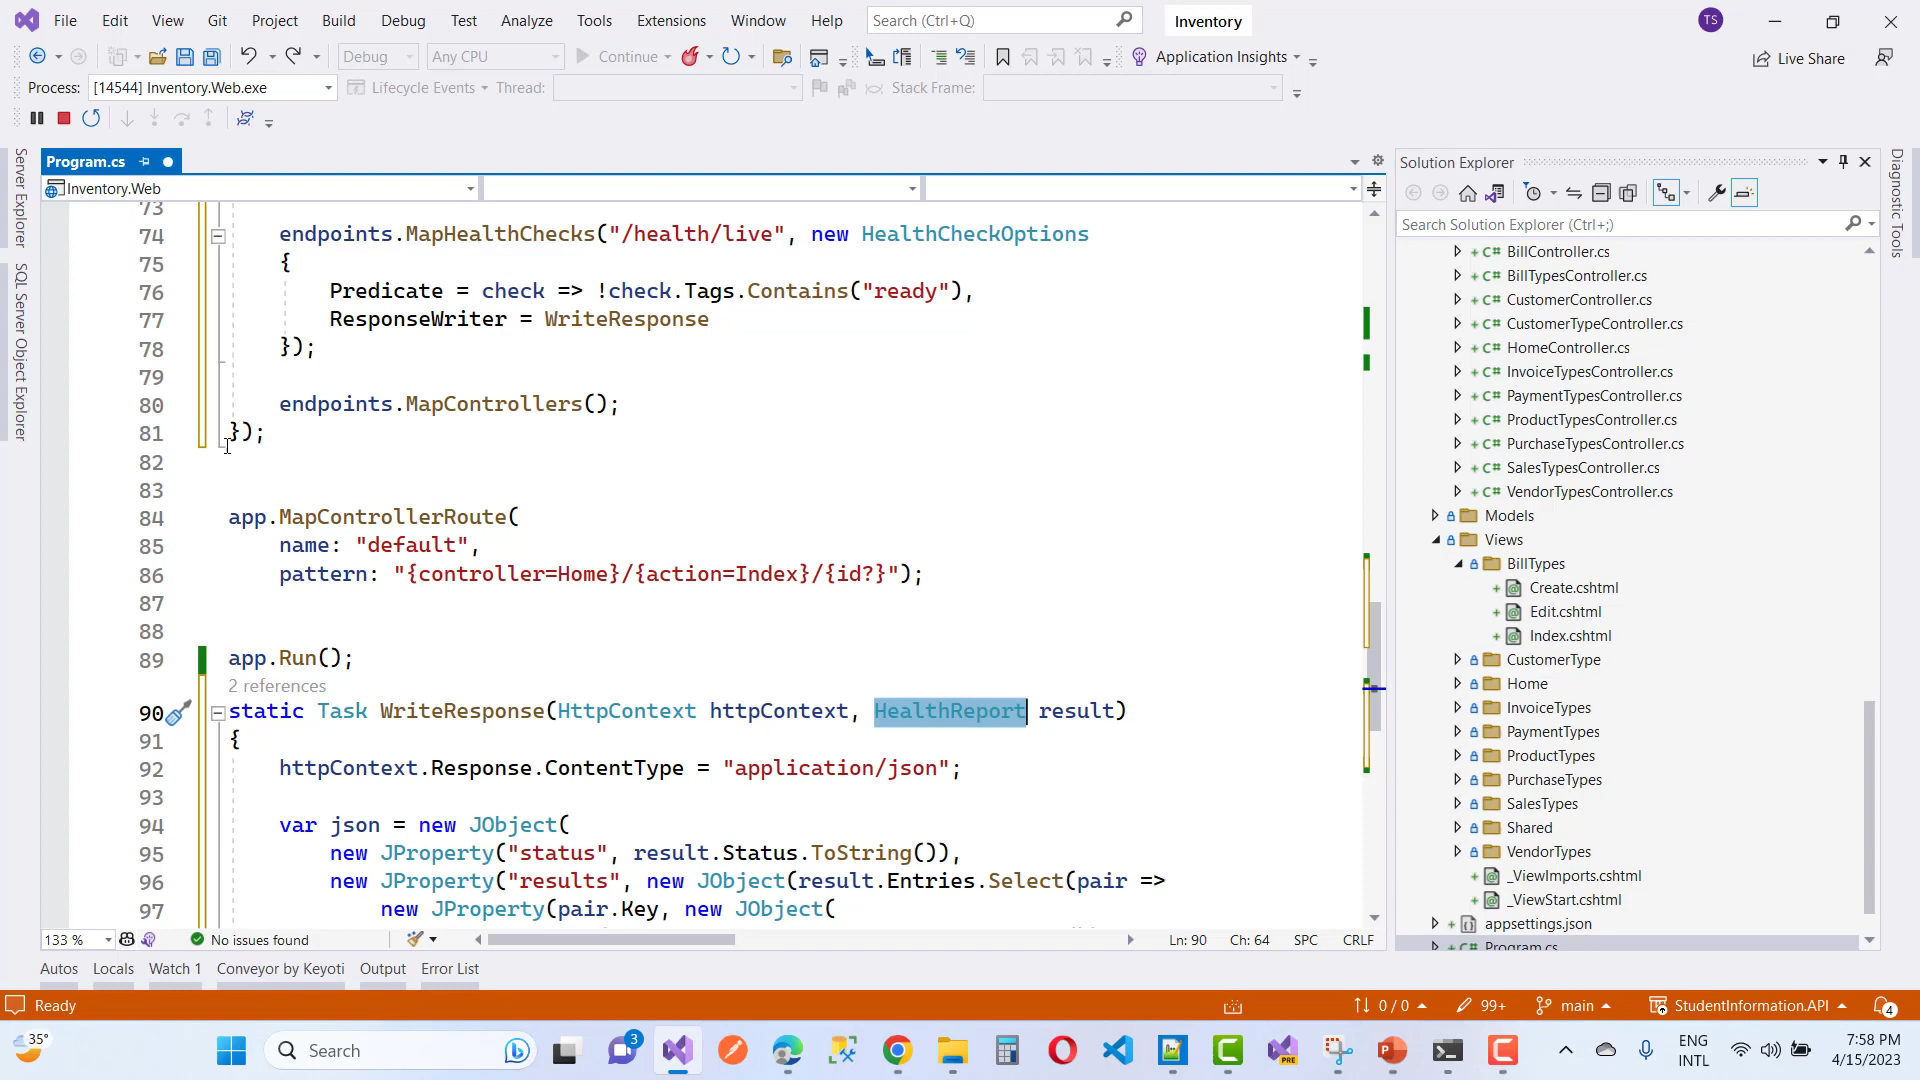 File Edit View Git Project Build Debug Test Analyze Tools Extensions Window Help Search (Ctrl+Q) Inventory TS
Debug Any CPU Continue Application Insights Live Share
Process: [14544] Inventory.Web.exe Lifecycle Events Thread: Stack Frame:
Program.cs
Inventory.Web
73
74 endpoints.MapHealthChecks("/health/live", new HealthCheckOptions
75 {
76 Predicate = check => !check.Tags.Contains("ready"),
77 ResponseWriter = WriteResponse
78 });
79
80 endpoints.MapControllers();
81 });
82
83
84 app.MapControllerRoute(
85 name: "default",
86 pattern: "{controller=Home}/{action=Index}/{id?}");
87
88
89 app.Run();
2 references
90 static Task WriteResponse(HttpContext httpContext, HealthReport result)
91 {
92 httpContext.Response.ContentType = "application/json";
93
94 var json = new JObject(
95 new JProperty("status", result.Status.ToString()),
96 new JProperty("results", new JObject(result.Entries.Select(pair =>
97 new JProperty(pair.Key, new JObject(
133 % No issues found Ln: 90 Ch: 64 SPC CRLF
Server Explorer
SQL Server Object Explorer
Solution Explorer
Search Solution Explorer (Ctrl+;)
C# BillController.cs
C# BillTypesController.cs
C# CustomerController.cs
C# CustomerTypeController.cs
C# HomeController.cs
C# InvoiceTypesController.cs
C# PaymentTypesController.cs
C# ProductTypesController.cs
C# PurchaseTypesController.cs
C# SalesTypesController.cs
C# VendorTypesController.cs
Models
Views
BillTypes
Create.cshtml
Edit.cshtml
Index.cshtml
CustomerType
Home
InvoiceTypes
PaymentTypes
ProductTypes
PurchaseTypes
SalesTypes
Shared
VendorTypes
_ViewImports.cshtml
_ViewStart.cshtml
appsettings.json
C# Program.cs
Diagnostic Tools
Autos Locals Watch 1 Conveyor by Keyoti Output Error List
Ready 0 / 0 99+ main StudentInformation.API 4
35° Search 3 PRE ENG
INTL
7:58 PM
4/15/2023